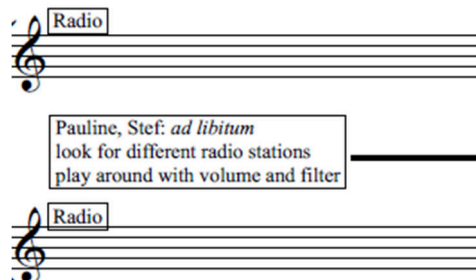 Radio
Pauline, Stef: ad libitum
look for different radio stations
play around with volume and filter
Radio